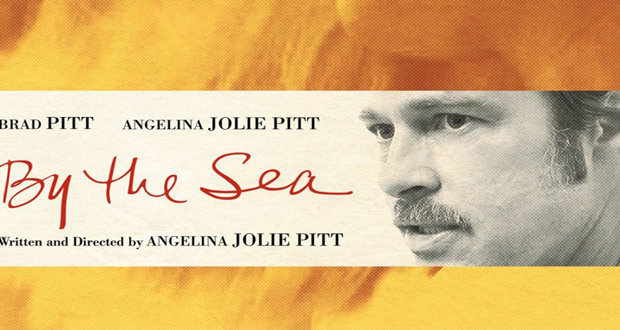 BRAD PITT ANGELINA JOLIE PITT
By the Sea
Written and Directed by ANGELINA JOLIE PITT